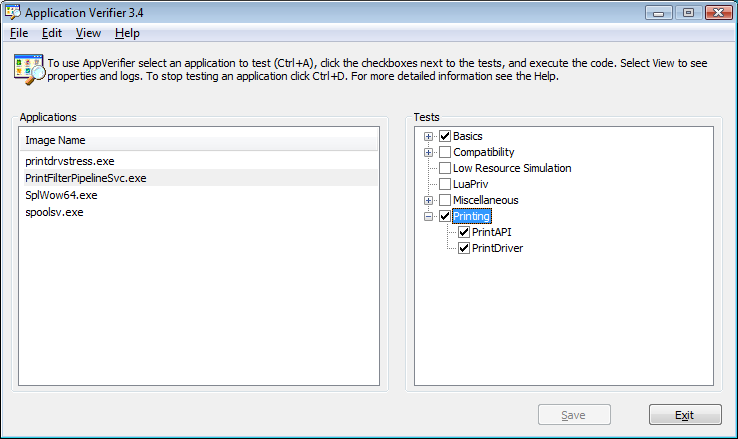 Application Verifier 3.4
File Edit View Help
To use AppVerifier select an application to test (Ctrl+A), click the checkboxes next to the tests, and execute the code. Select View to see
properties and logs. To stop testing an application click Ctrl+D. For more detailed information see the Help.
Applications
Image Name
printdrvstress.exe
PrintFilterPipelineSvc.exe
SplWow64.exe
spoolsv.exe
Tests
Basics
Compatibility
Low Resource Simulation
LuaPriv
Miscellaneous
Printing
PrintAPI
PrintDriver
Save
Exit